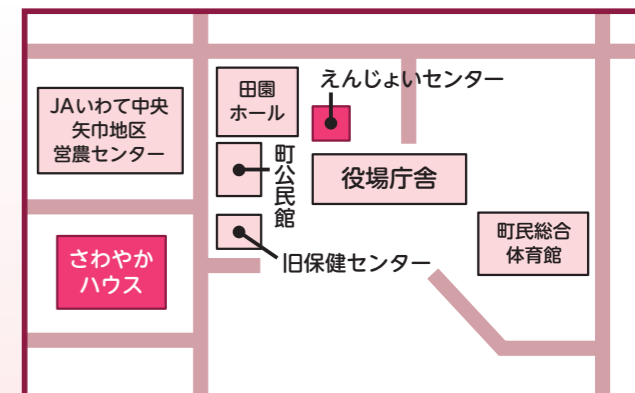 田園
ホール
えんじょいセンター
JAいわて中央
矢巾地区
営農センター
町公民館
役場庁舎
町民総合
体育館
さわやか
ハウス
旧保健センター